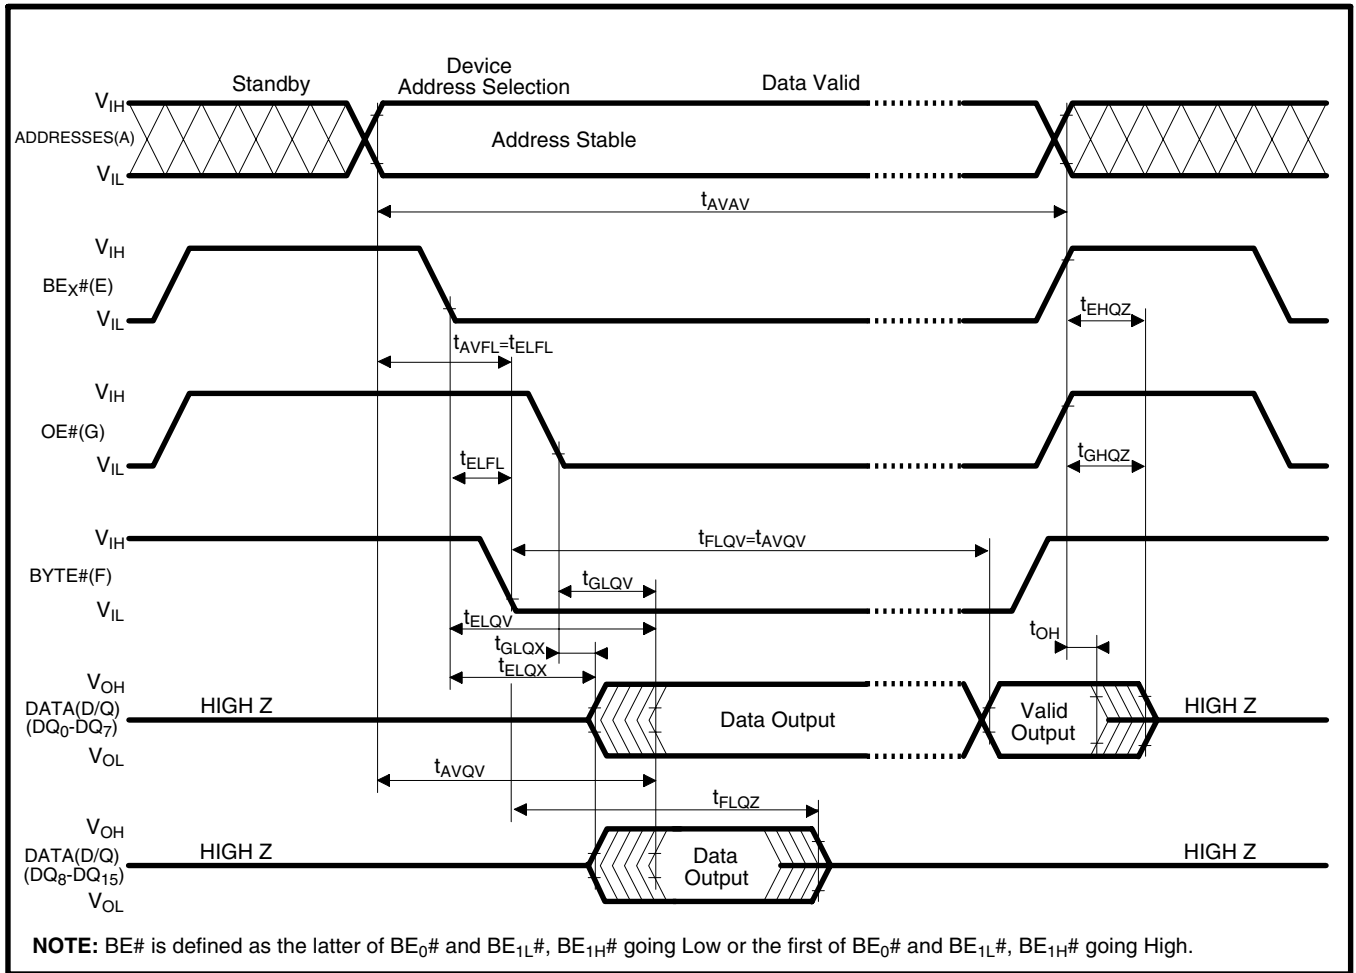 Standby
Device
Address Selection
Data Valid
VIH
ADDRESSES(A)
Address Stable
VIL
tAVAV
VIH
BEX#(E)
VIL
tEHQZ
tAVFL=tELFL
VIH
OE#(G)
VIL
tELFL
tGHQZ
VIH
tFLQV=tAVQV
BYTE#(F)
tGLQV
VIL
tELQV
tOH
tGLQX
tELQX
VOH
DATA(D/Q)
(DQ0-DQ7)
HIGH Z
Data Output
Valid
Output
HIGH Z
VOL
tAVQV
tFLQZ
VOH
DATA(D/Q)
(DQ8-DQ15)
HIGH Z
Data
Output
HIGH Z
VOL
NOTE: BE# is defined as the latter of BE0# and BE1L#, BE1H# going Low or the first of BE0# and BE1L#, BE1H# going High.